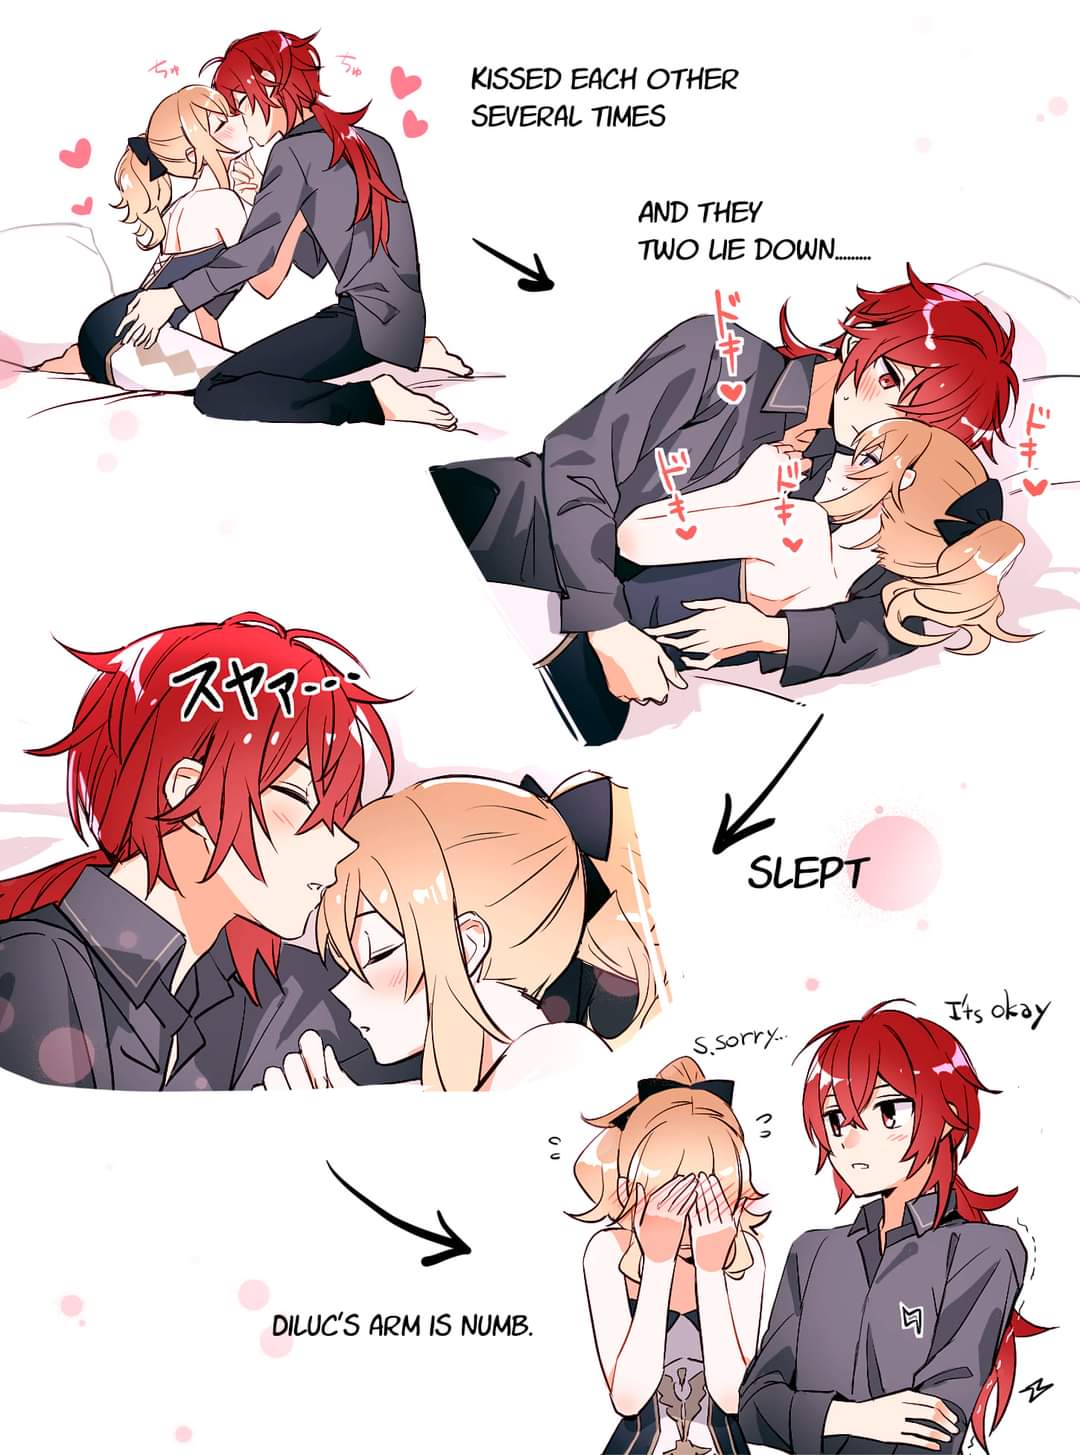 ちゅ
ちゅ
KISSED EACH OTHER
SEVERAL TIMES
AND THEY
TWO LIE DOWN.........
ドキ♥
ドキ♥
ドキ♥
ドキ♥
スヤァ...
SLEPT
S.sorry...
I'ts okay
DILUC'S ARM IS NUMB.